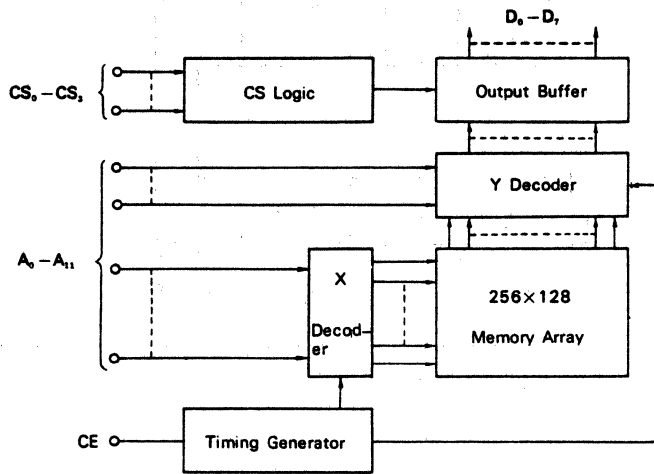 D₀-D₇
CS₀-CS₃
CS Logic
Output Buffer
Y Decoder
A₀-A₁₁
X
Decod-
er
256×128
Memory Array
CE
Timing Generator